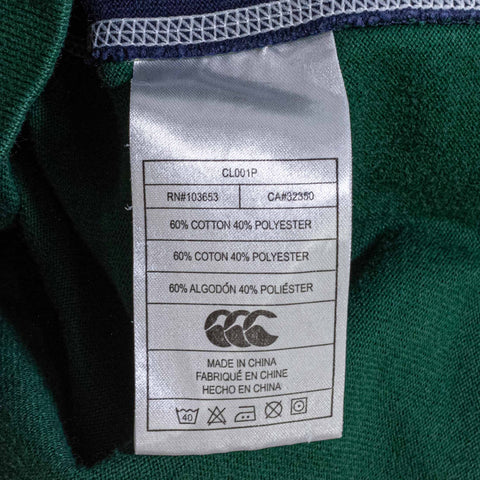 CL001P
RN#103653 CA#32350
60% COTTON 40% POLYESTER
60% COTON 40% POLYESTER
60% ALGODÓN 40% POLIÉSTER
MADE IN CHINA
FABRIQUÉ EN CHINE
HECHO EN CHINA
40